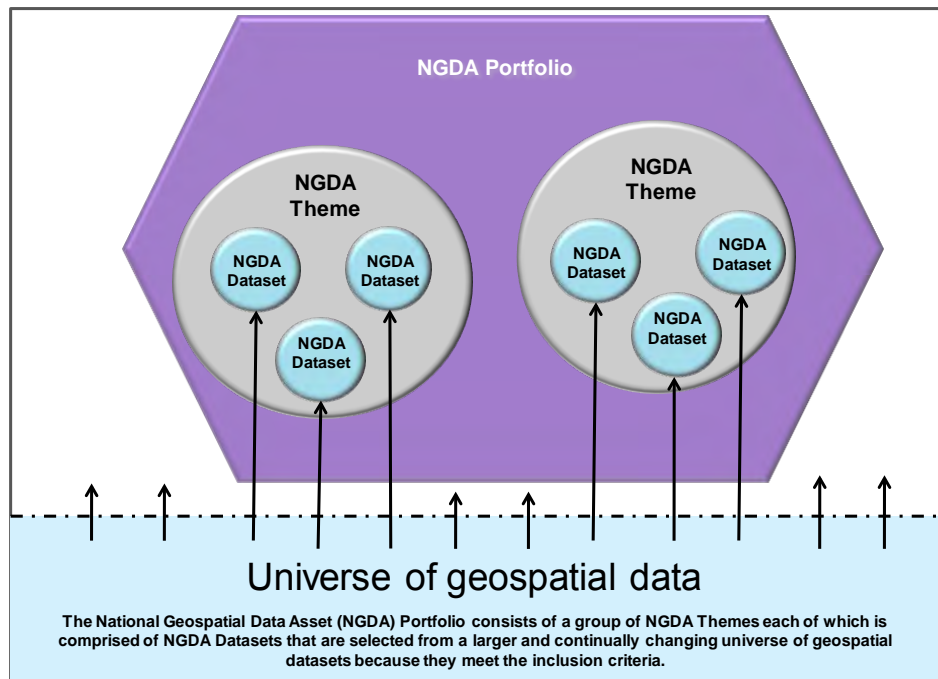 NGDA Portfolio
NGDA
Theme
NGDA
Dataset
NGDA
Dataset
NGDA
Dataset
NGDA
Theme
NGDA
Dataset
NGDA
Dataset
NGDA
Dataset
Universe of geospatial data
The National Geospatial Data Asset (NGDA) Portfolio consists of a group of NGDA Themes each of which is
comprised of NGDA Datasets that are selected from a larger and continually changing universe of geospatial
datasets because they meet the inclusion criteria.